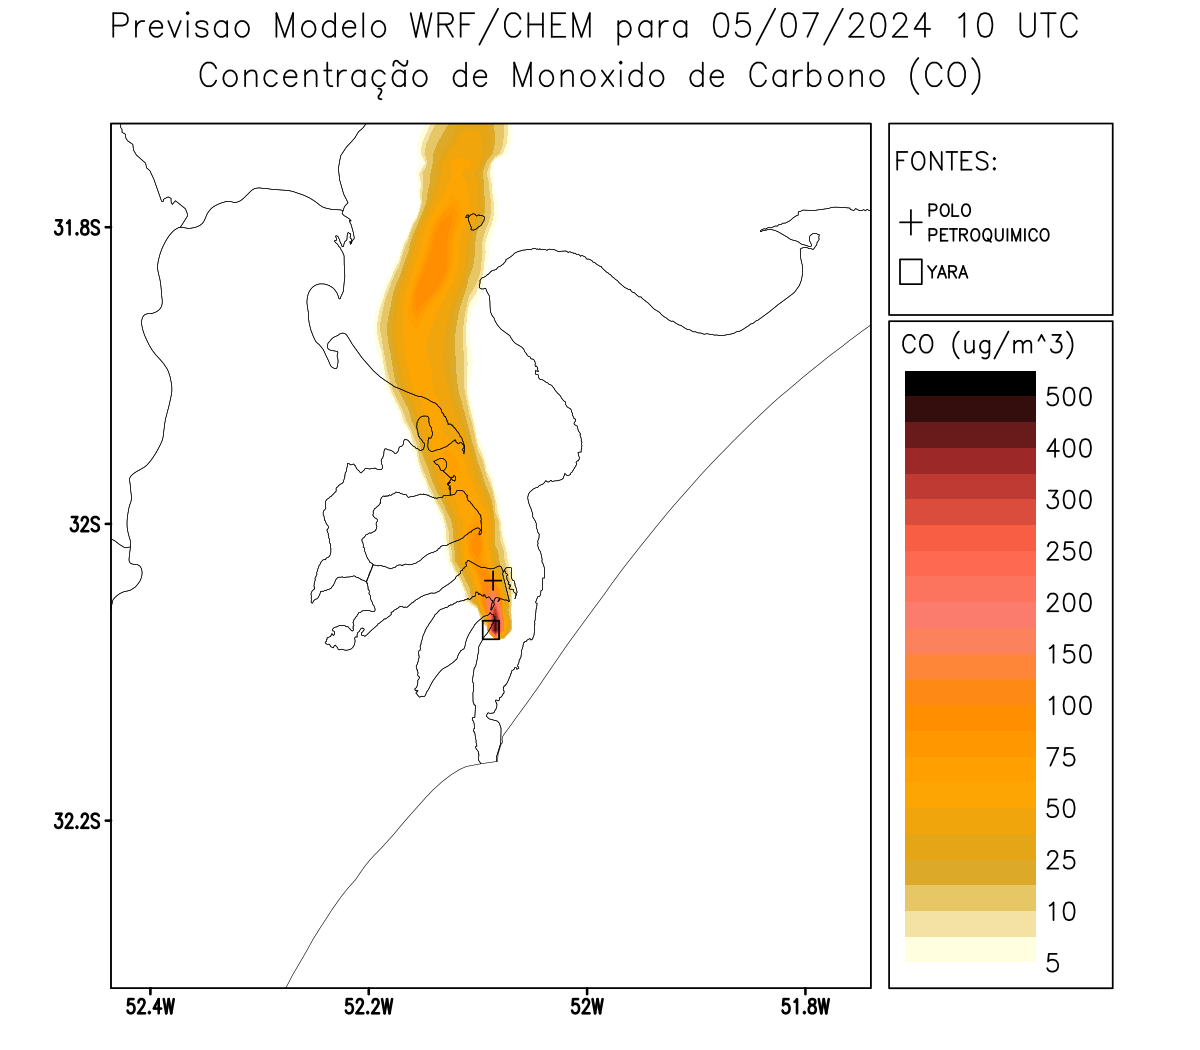 Previsao Modelo WRF/CHEM para 05/07/2024 10 UTC
Concentração de Monoxido de Carbono (CO)
FONTES:
POLO
PETROQUIMICO
YARA
CO (ug/m^3)
500
400
300
250
200
150
100
75
50
25
10
5
31.8S
32S
32.2S
52.4W
52.2W
52W
51.8W